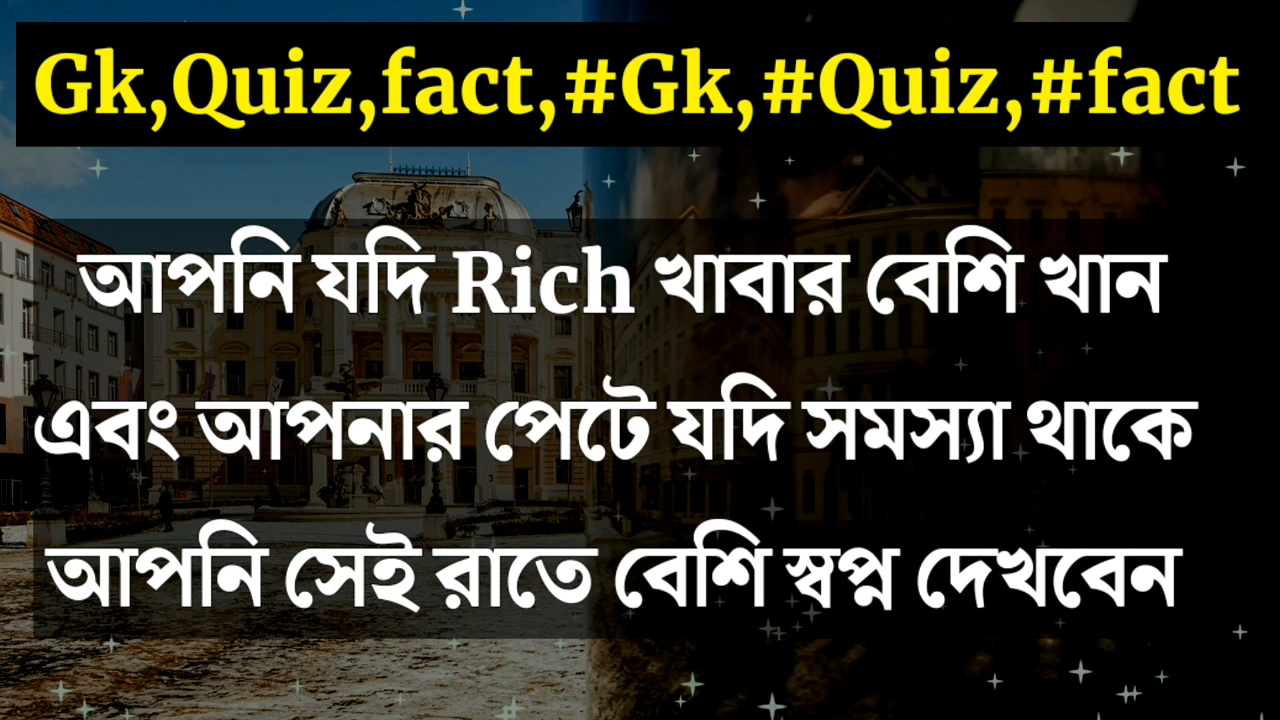 Gk,Quiz,fact,#Gk,#Quiz,#fact
আপনি যদি Rich খাবার বেশি খান
এবং আপনার পেটে যদি সমস্যা থাকে
আপনি সেই রাতে বেশি স্বপ্ন দেখবেন